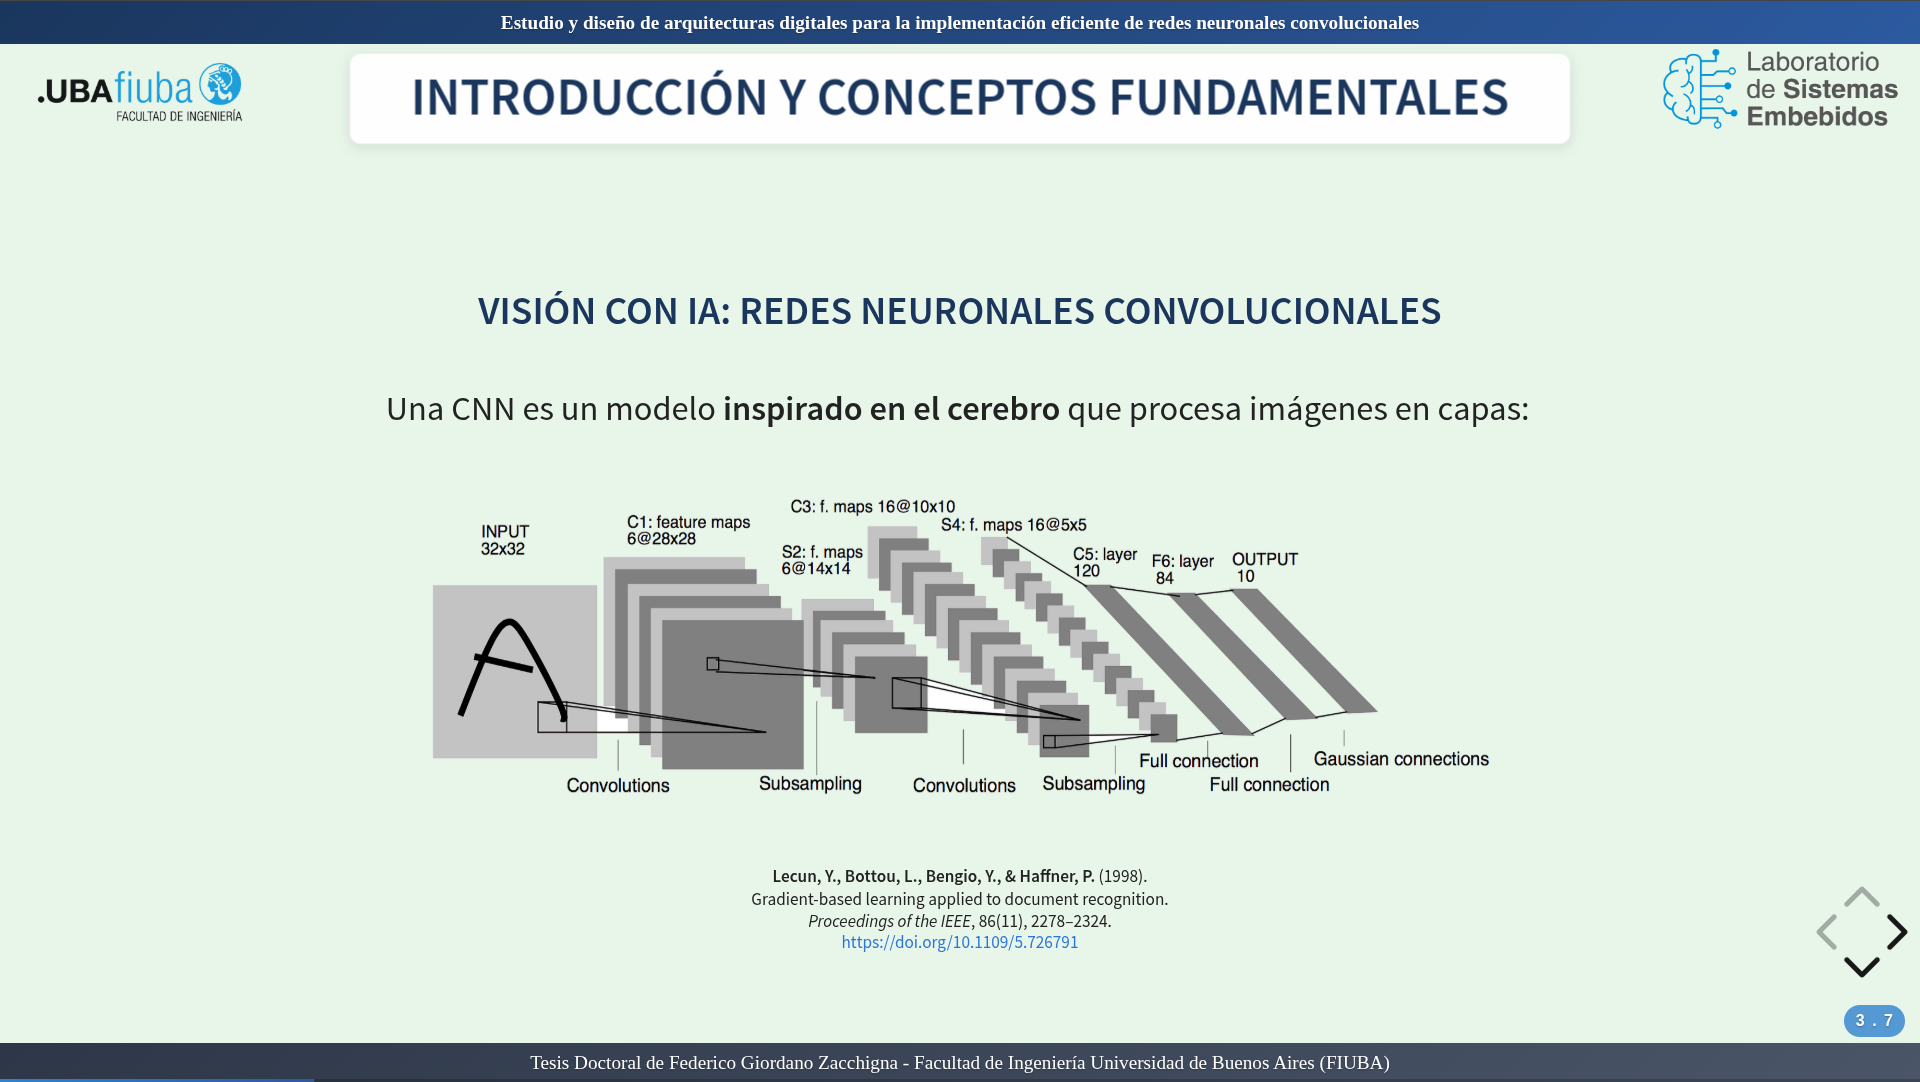 Estudio y diseño de arquitecturas digitales para la implementación eficiente de redes neuronales convolucionales
.UBAfiuba
FACULTAD DE INGENIERÍA
INTRODUCCIÓN Y CONCEPTOS FUNDAMENTALES
Laboratorio
de Sistemas
Embebidos
VISIÓN CON IA: REDES NEURONALES CONVOLUCIONALES
Una CNN es un modelo inspirado en el cerebro que procesa imágenes en capas:
INPUT
32x32
C1: feature maps
6@28x28
S2: f. maps
6@14x14
C3: f. maps 16@10x10
S4: f. maps 16@5x5
C5: layer
120
F6: layer
84
OUTPUT
10
A
Convolutions
Subsampling
Convolutions
Subsampling
Full connection
Full connection
Gaussian connections
Lecun, Y., Bottou, L., Bengio, Y., & Haffner, P. (1998).
Gradient-based learning applied to document recognition.
Proceedings of the IEEE, 86(11), 2278–2324.
https://doi.org/10.1109/5.726791
3 . 7
Tesis Doctoral de Federico Giordano Zacchigna - Facultad de Ingeniería Universidad de Buenos Aires (FIUBA)